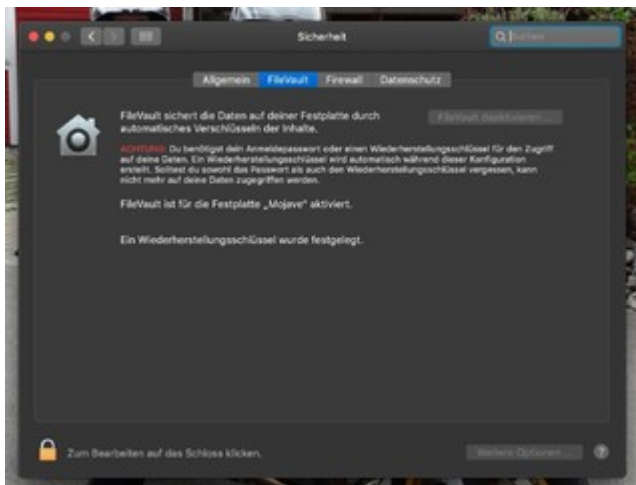 Sicherheit
Suchen
Allgemein FileVault Firewall Datenschutz
FileVault sichert die Daten auf deiner Festplatte durch
automatisches Verschlüsseln der Inhalte.
FileVault deaktivieren ...
ACHTUNG: Du benötigst dein Anmeldepasswort oder einen Wiederherstellungsschlüssel für den Zugriff
auf deine Daten. Ein Wiederherstellungsschlüssel wird automatisch während dieser Konfiguration
erstellt. Solltest du sowohl das Passwort als auch den Wiederherstellungsschlüssel vergessen, kann
nicht mehr auf deine Daten zugegriffen werden.
FileVault ist für die Festplatte „Mojave“ aktiviert.
Ein Wiederherstellungsschlüssel wurde festgelegt.
Zum Bearbeiten auf das Schloss klicken.
Weitere Optionen ...
?